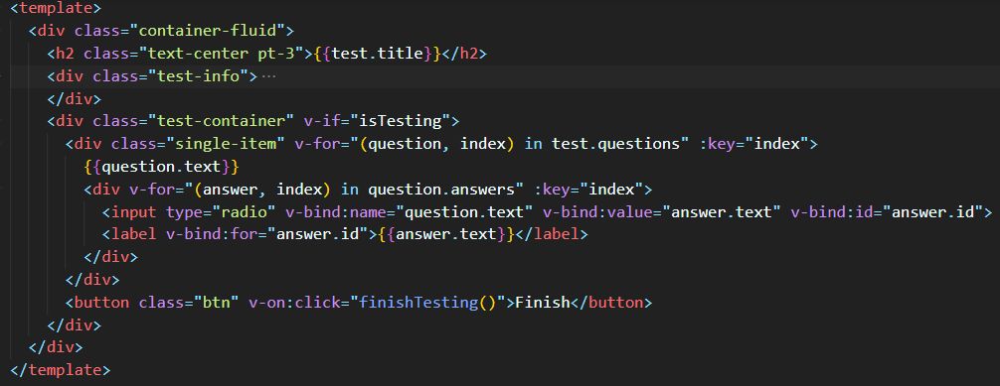 <template>
<div class="container-fluid">
<h2 class="text-center pt-3">{{test.title}}</h2>
<div class="test-info">···
</div>
<div class="test-container" v-if="isTesting">
<div class="single-item" v-for="(question, index) in test.questions" :key="index">
{{question.text}}
<div v-for="(answer, index) in question.answers" :key="index">
<input type="radio" v-bind:name="question.text" v-bind:value="answer.text" v-bind:id="answer.id">
<label v-bind:for="answer.id">{{answer.text}}</label>
</div>
</div>
<button class="btn" v-on:click="finishTesting()">Finish</button>
</div>
</div>
</template>